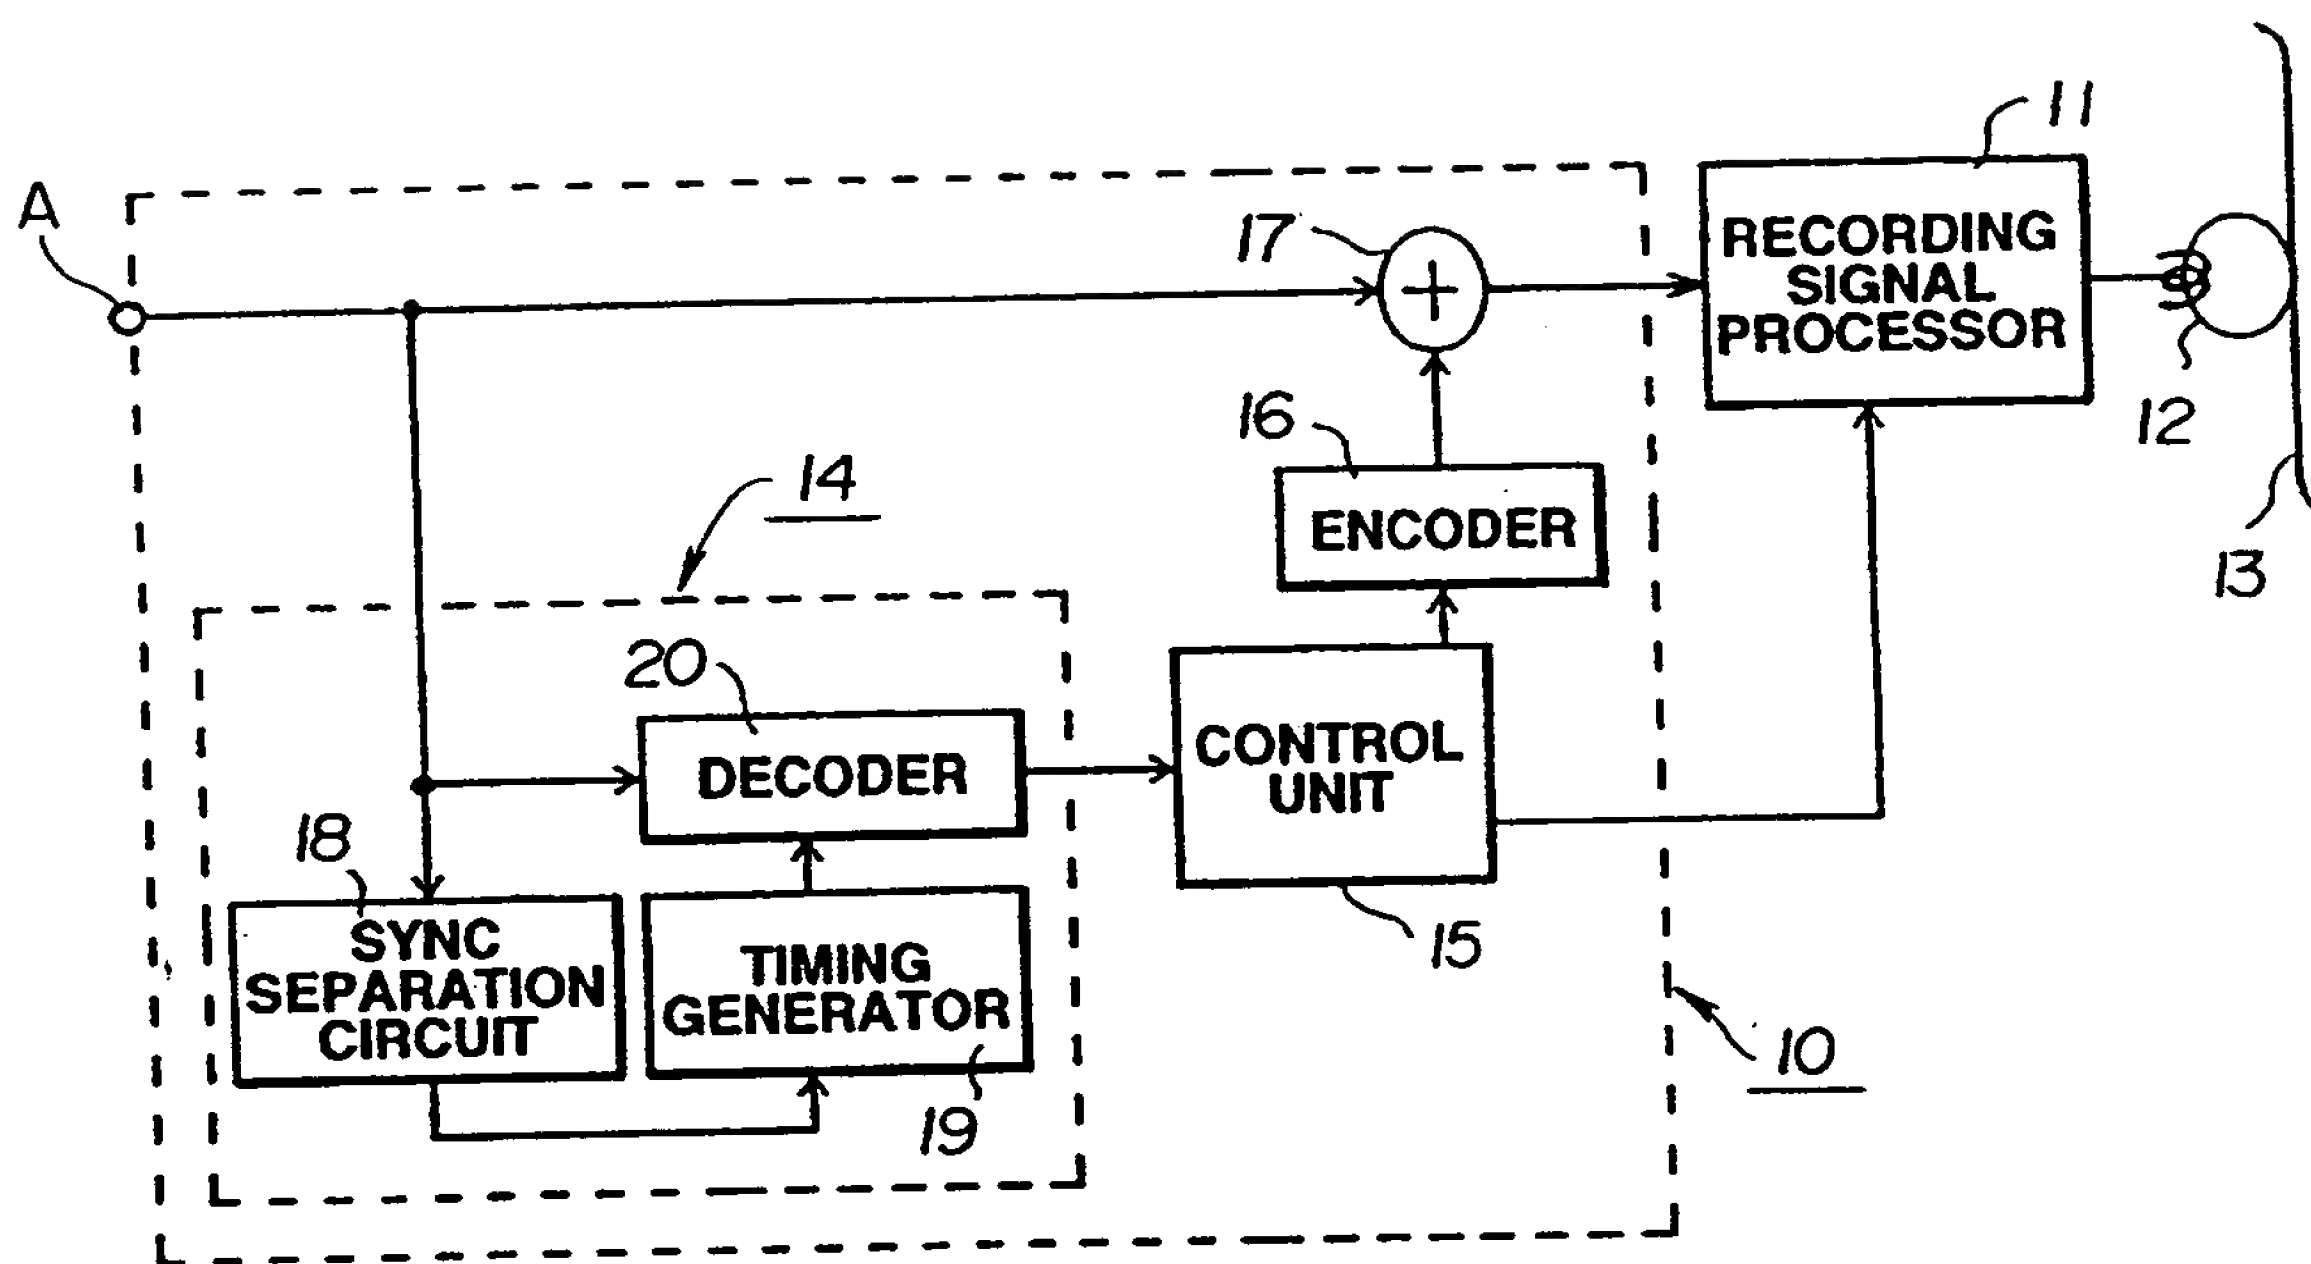 11
A
17
RECORDING
SIGNAL
PROCESSOR
12
16
14
ENCODER
13
20
CONTROL
UNIT
DECODER
18
15
SYNC
SEPARATION
CIRCUIT
TIMING
GENERATOR
10
19